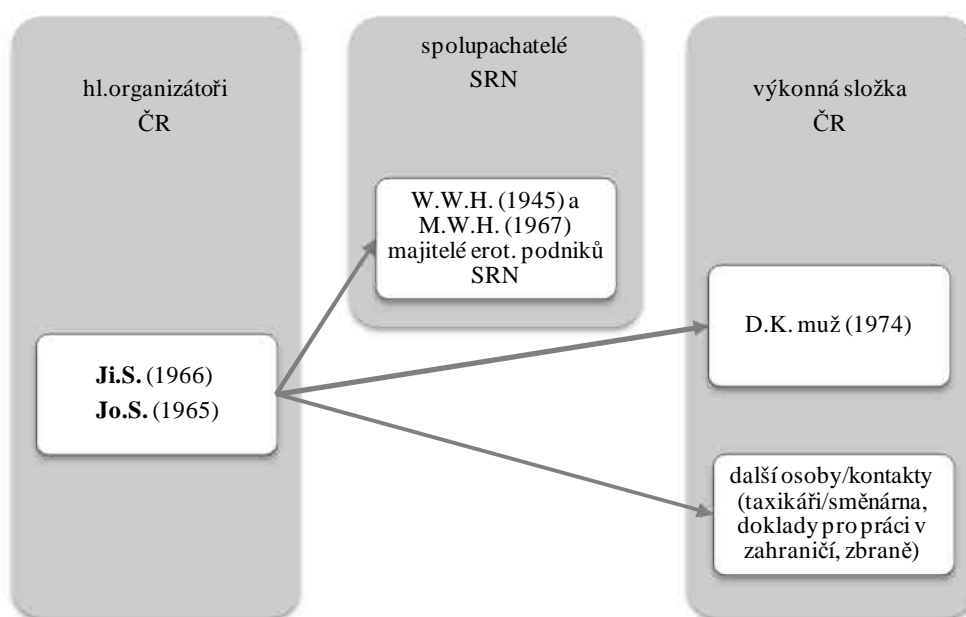 hl.organizátoři
ČR
Ji.S. (1966)
Jo.S. (1965)
spolupachatelé
SRN
W.W.H. (1945) a
M.W.H. (1967)
majitelé erot. podniků
SRN
výkonná složka
ČR
D.K. muž (1974)
další osoby/kontakty
(taxikáři/směnárna,
doklady pro práci v
zahraničí, zbraně)